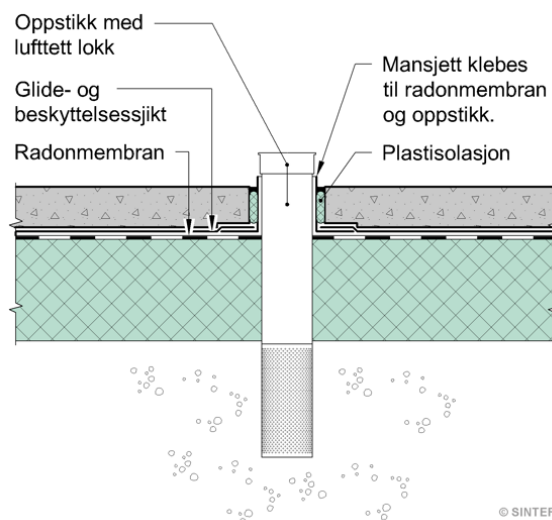 Oppstikk med
lufttett lokk
Glide- og
beskyttelsessjikt
Radonmembran
Mansjett klebes
til radonmembran
og oppstikk.
Plastisolasjon
© SINTEF